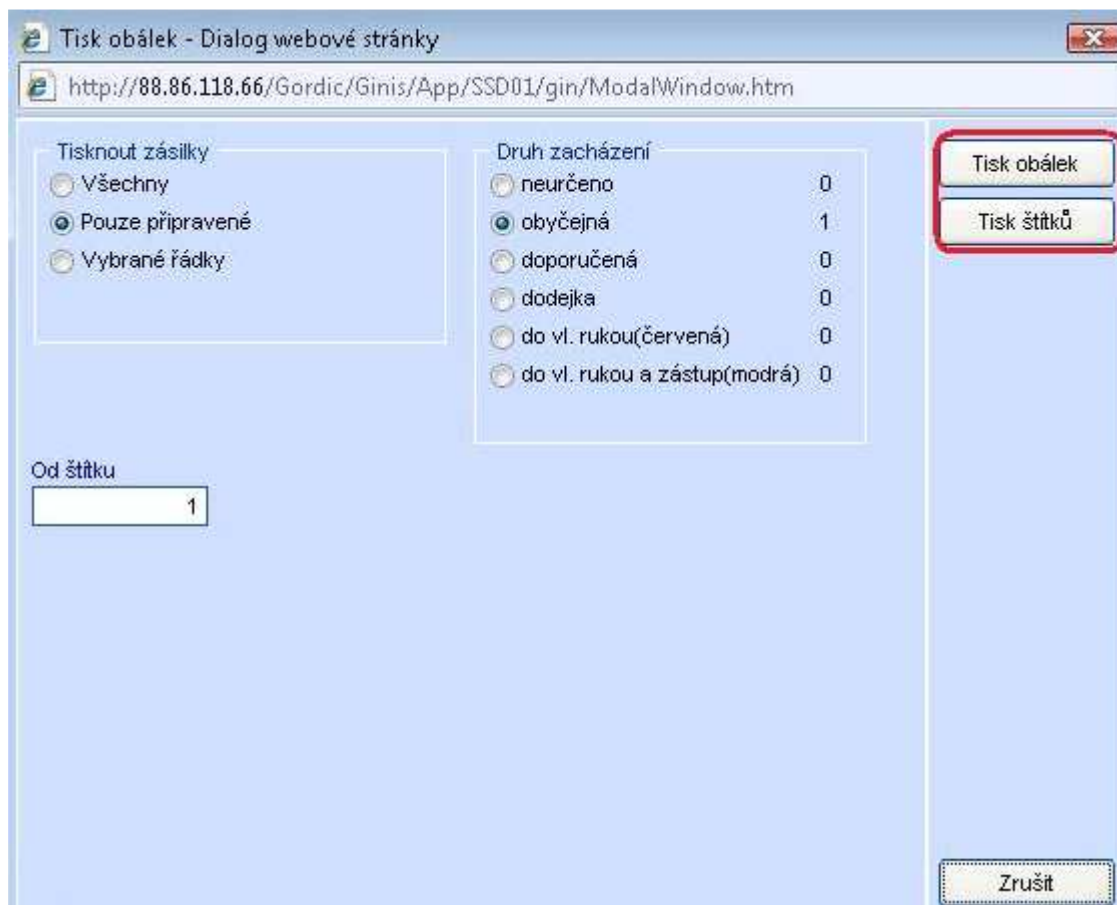 Tisk obálek - Dialog webové stránky
http://88.86.118.66/Gordic/Ginis/App/SSD01/gin/ModalWindow.htm
Tisknout zásilky
Všechny
Pouze připravené
Vybrané řádky
Druh zacházení
neurčeno 0
obyčejná 1
doporučená 0
dodejka 0
do vl. rukou(červená) 0
do vl. rukou a zástup(modrá) 0
Tisk obálek
Tisk štítků
Od štítku
1
Zrušit